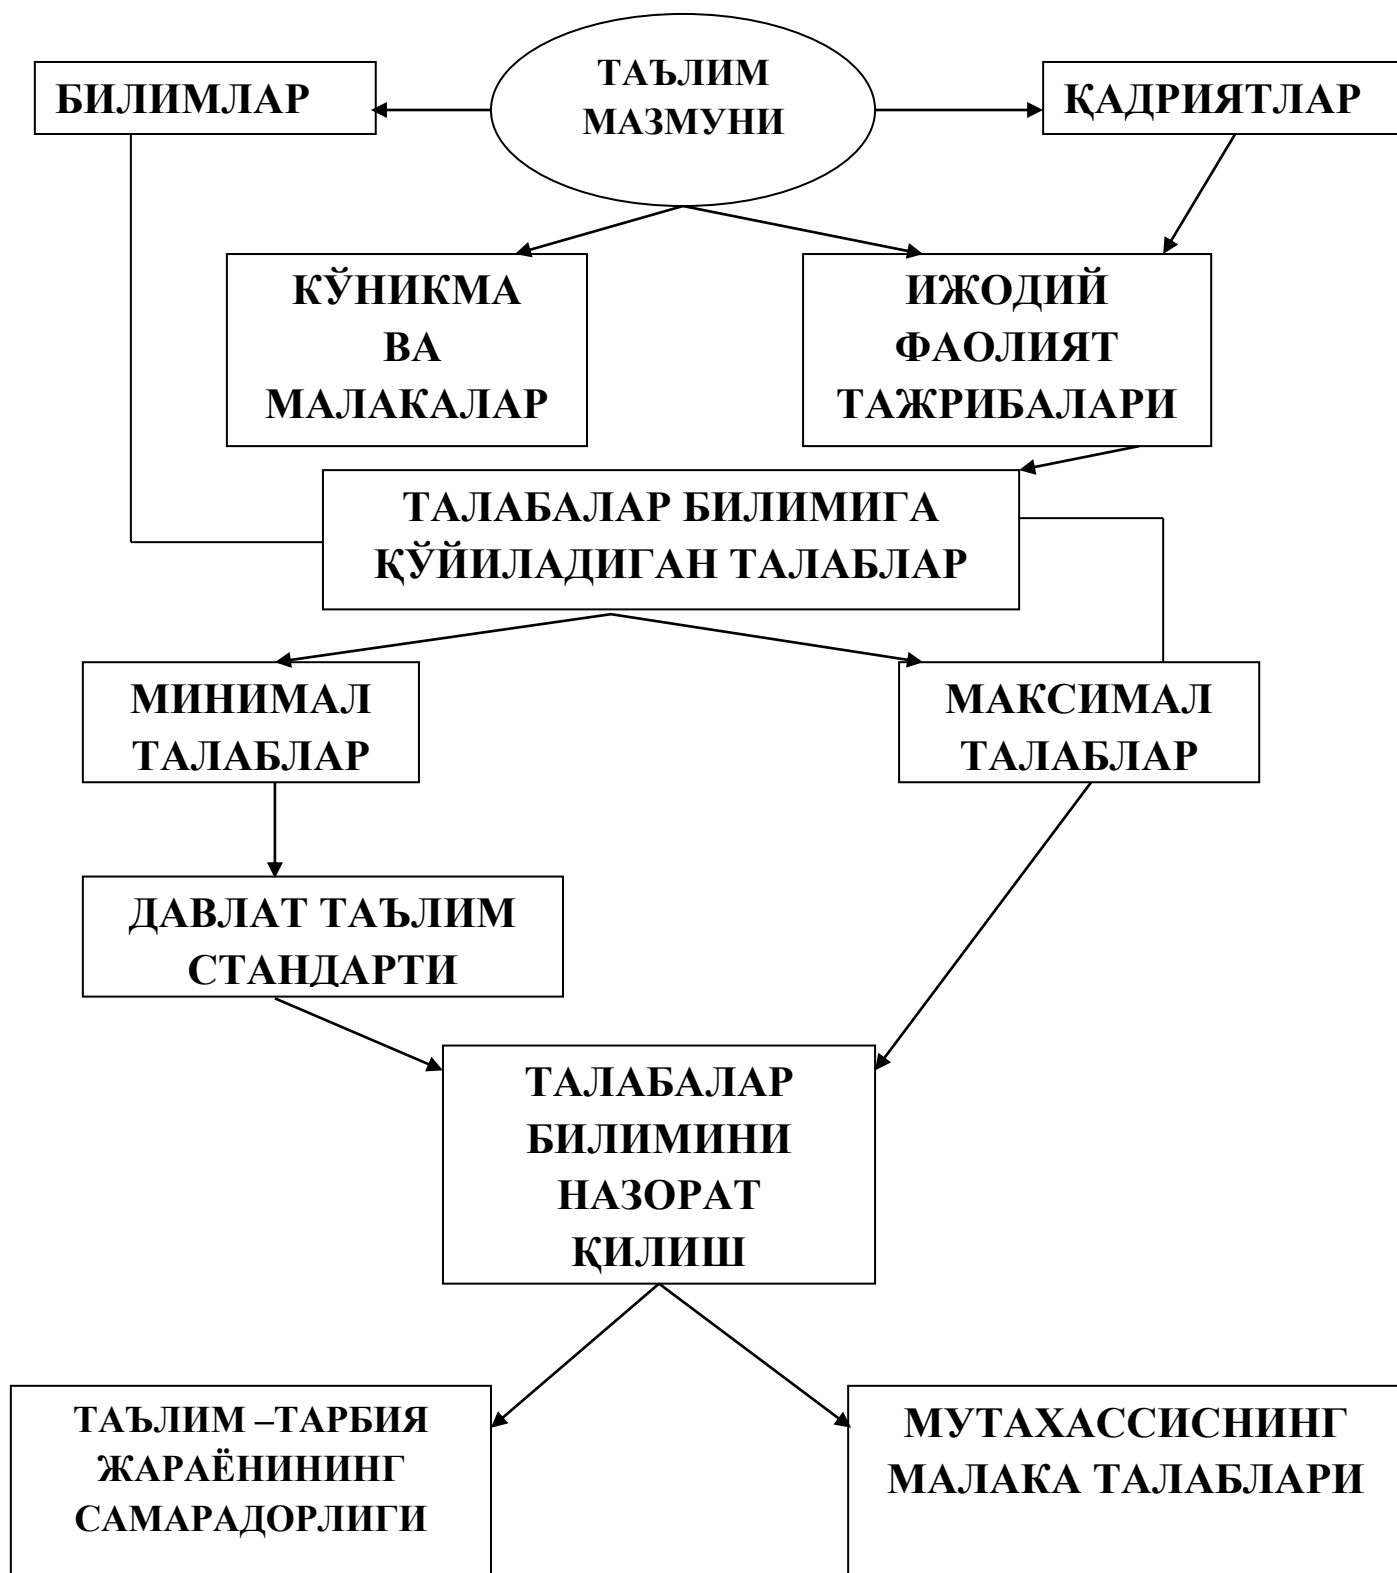 ТАЪЛИМ
МАЗМУНИ
БИЛИМЛАР
ҚАДРИЯТЛАР
КЎНИКМА
ВА
МАЛАКАЛАР
ИЖОДИЙ
ФАОЛИЯТ
ТАЖРИБАЛАРИ
ТАЛАБАЛАР БИЛИМИГА
ҚЎЙИЛАДИГАН ТАЛАБЛАР
МИНИМАЛ
ТАЛАБЛАР
МАКСИМАЛ
ТАЛАБЛАР
ДАВЛАТ ТАЪЛИМ
СТАНДАРТИ
ТАЛАБАЛАР
БИЛИМИНИ
НАЗОРАТ
ҚИЛИШ
ТАЪЛИМ –ТАРБИЯ
ЖАРАЁНИНИНГ
САМАРАДОРЛИГИ
МУТАХАССИСНИНГ
МАЛАКА ТАЛАБЛАРИ